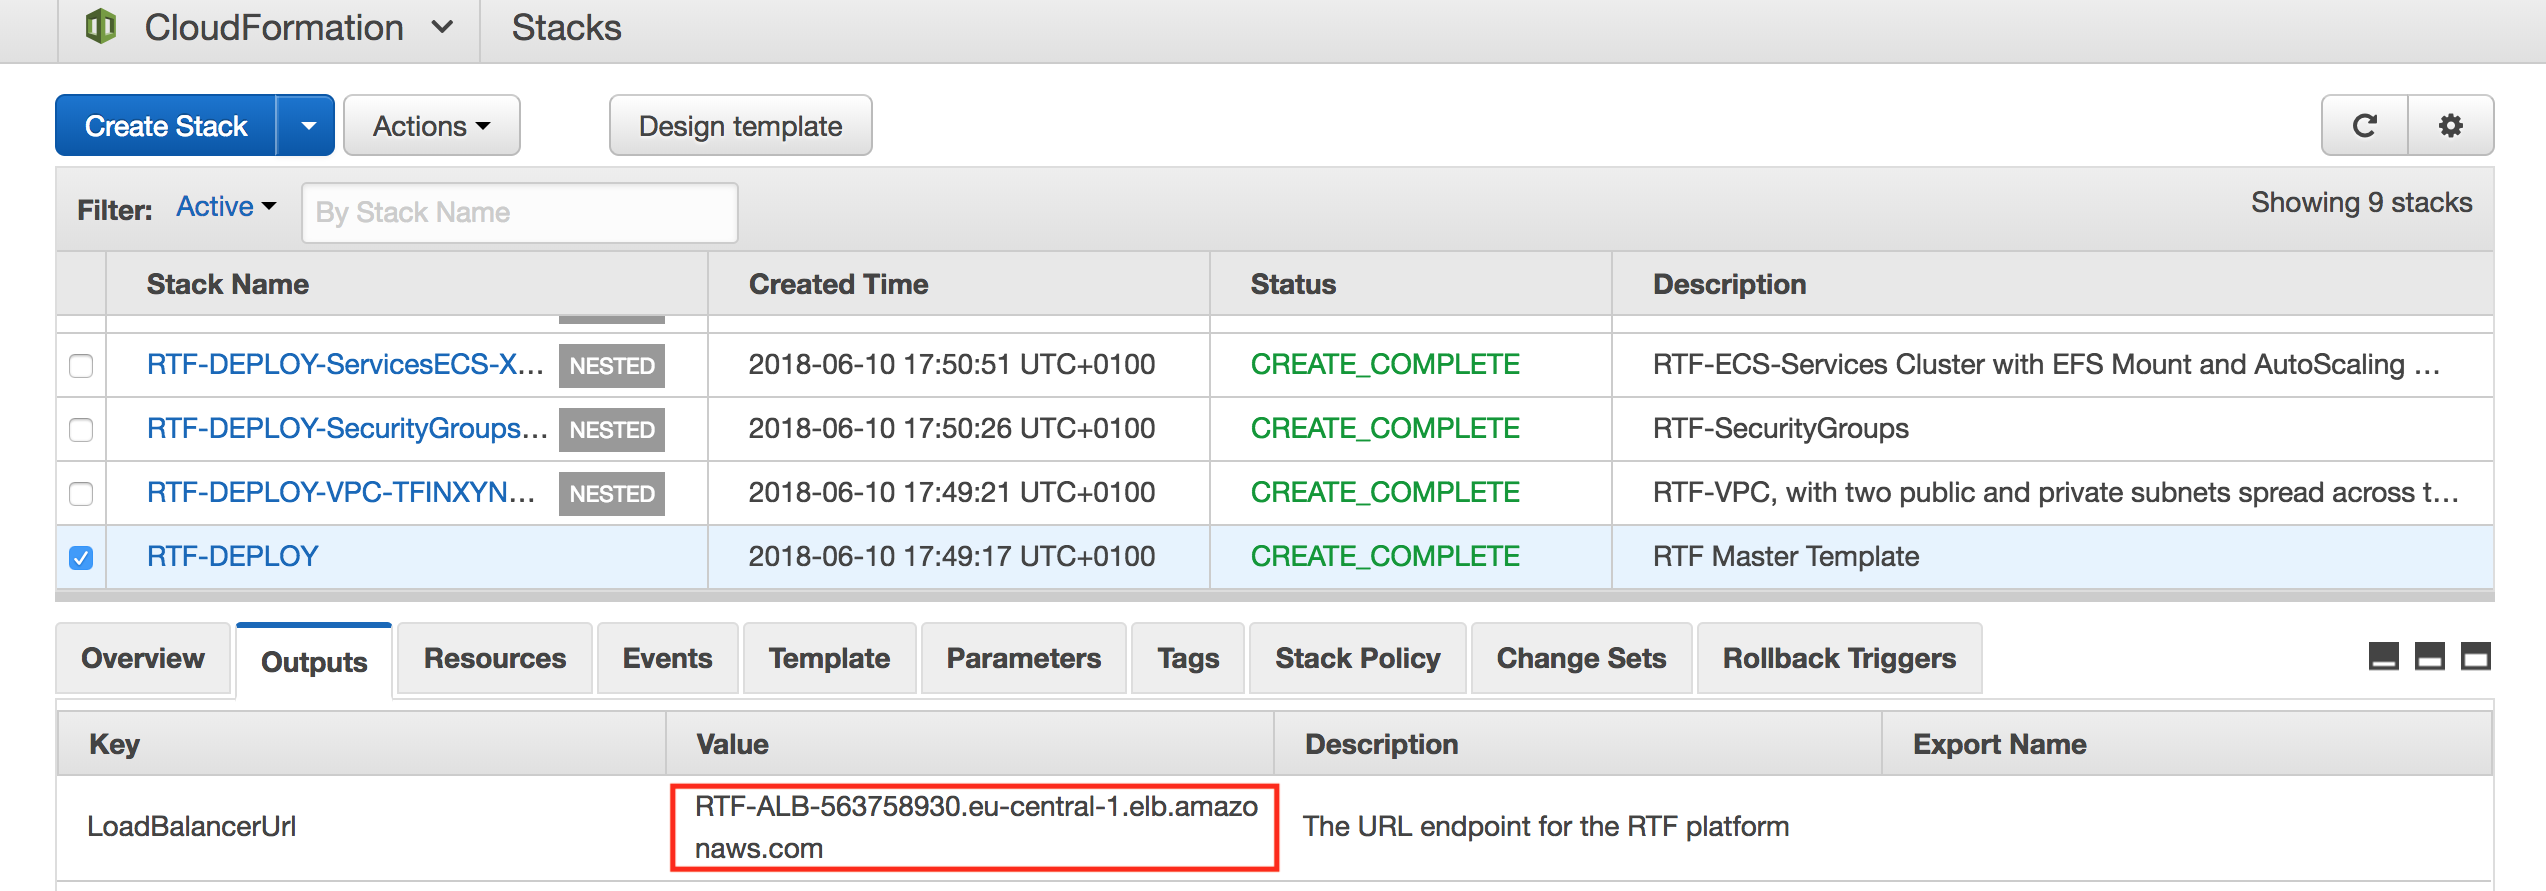 CloudFormation Stacks
Create Stack Actions Design template
Filter: Active By Stack Name Showing 9 stacks
Stack Name Created Time Status Description
RTF-DEPLOY-ServicesECS-X... NESTED 2018-06-10 17:50:51 UTC+0100 CREATE_COMPLETE RTF-ECS-Services Cluster with EFS Mount and AutoScaling ...
RTF-DEPLOY-SecurityGroups... NESTED 2018-06-10 17:50:26 UTC+0100 CREATE_COMPLETE RTF-SecurityGroups
RTF-DEPLOY-VPC-TFINXYN... NESTED 2018-06-10 17:49:21 UTC+0100 CREATE_COMPLETE RTF-VPC, with two public and private subnets spread across t...
RTF-DEPLOY 2018-06-10 17:49:17 UTC+0100 CREATE_COMPLETE RTF Master Template
Overview Outputs Resources Events Template Parameters Tags Stack Policy Change Sets Rollback Triggers
Key Value Description Export Name
LoadBalancerUrl RTF-ALB-563758930.eu-central-1.elb.amazo
naws.com The URL endpoint for the RTF platform